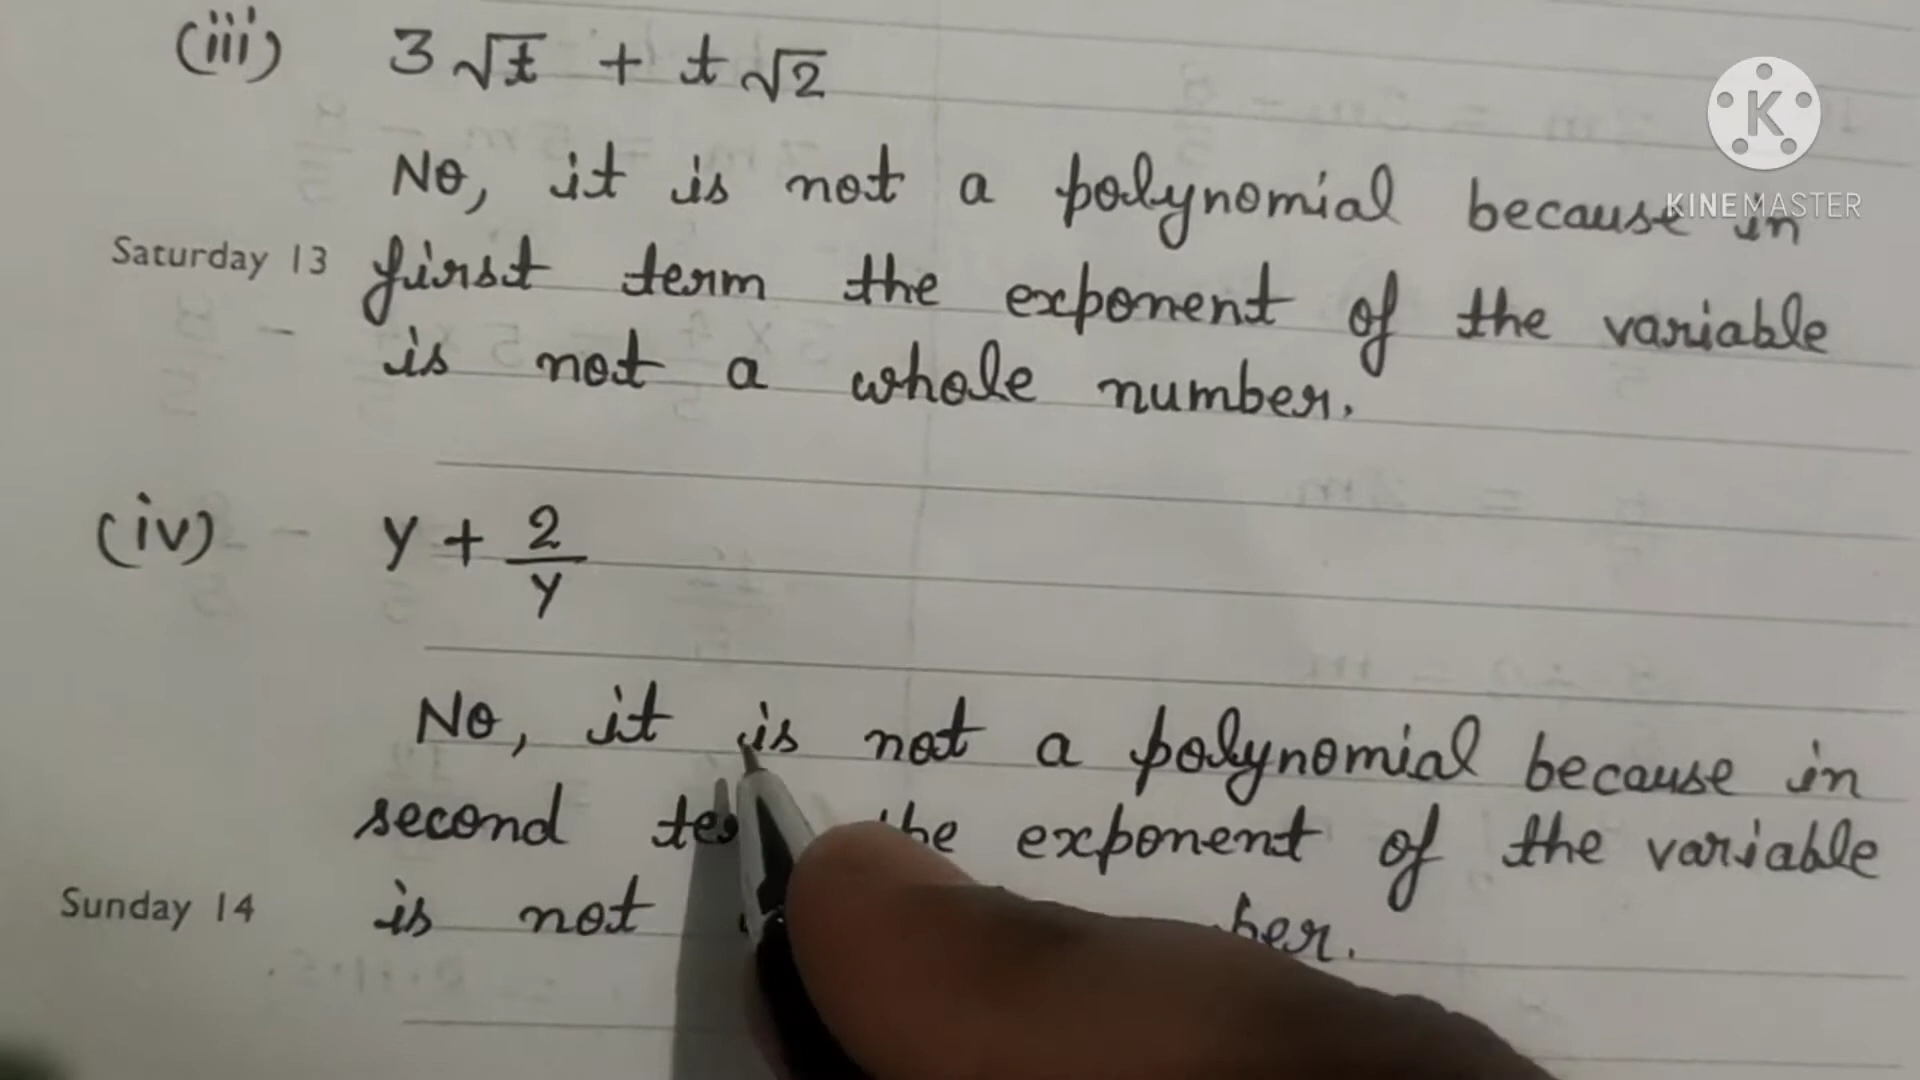 (iii) 3√t + t√2
No, it is not a polynomial because in
KINEMASTER
Saturday 13 first term the exponent of the variable
is not a whole number.
(iv) y + 2/y
No, it is not a polynomial because in
second the exponent of the variable
Sunday 14 is not